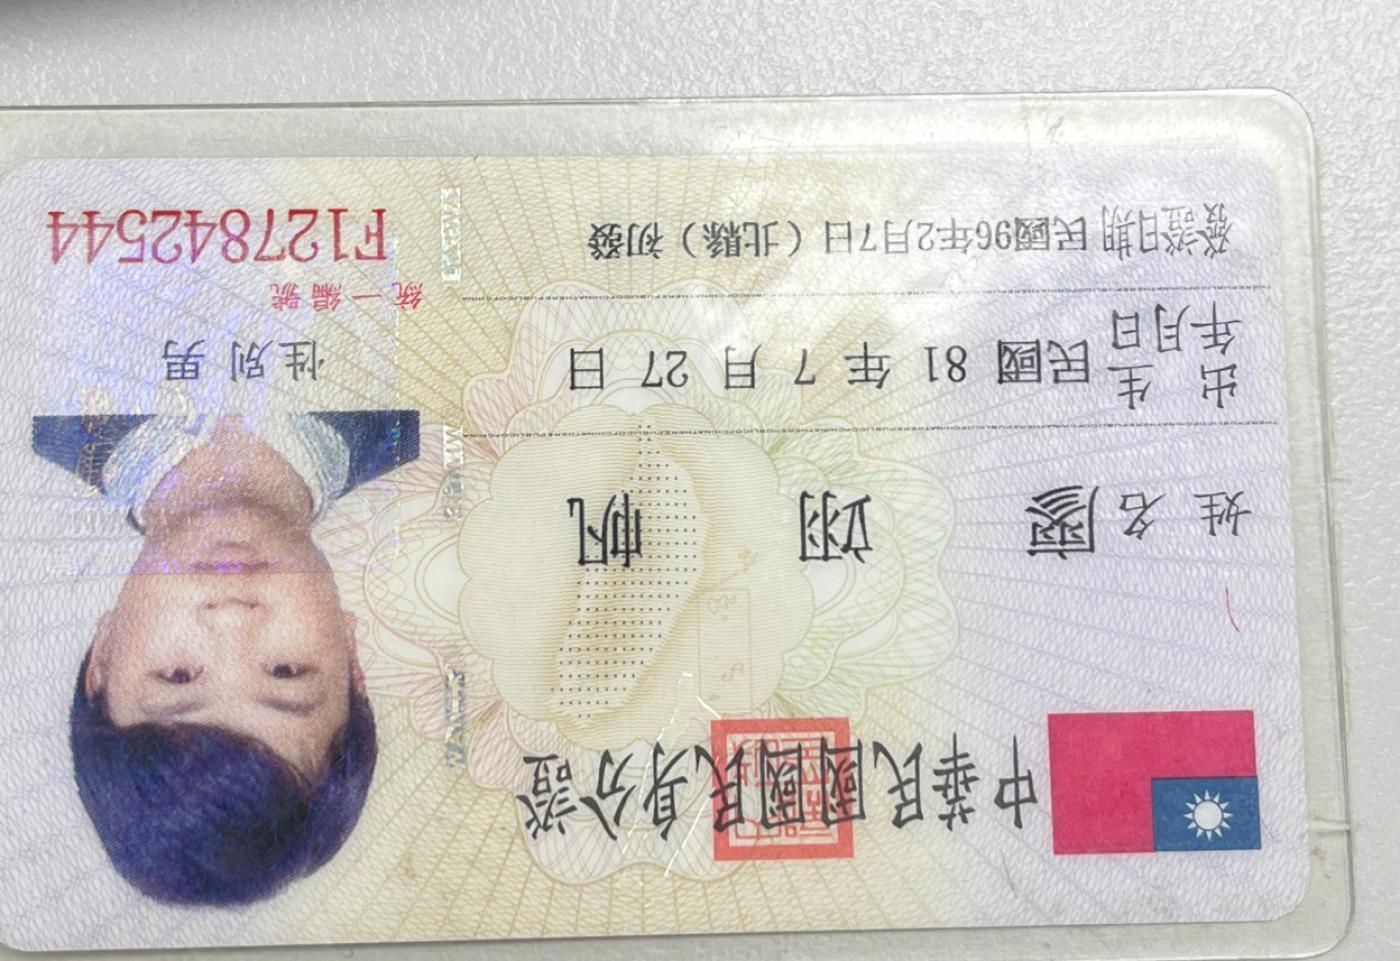 中華民國國民身分證
姓名 廖翊帆
出生年月日 民國 81 年 7 月 27 日
性別 男
發證日期 民國96年2月7日（北縣）初發
統一編號
F127842544